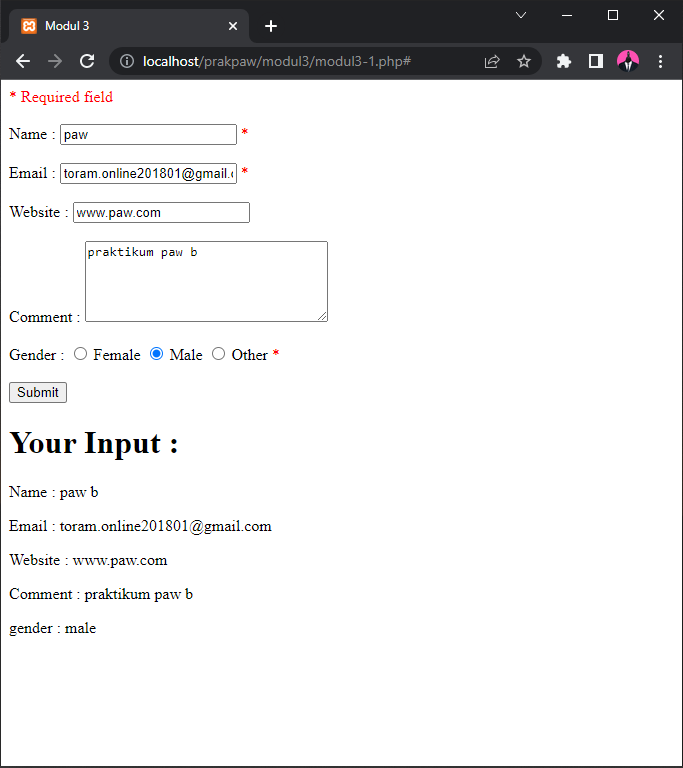 Modul 3
localhost/prakpaw/modul3/modul3-1.php#
* Required field
Name : paw *
Email : toram.online201801@gmail.c *
Website : www.paw.com
praktikum paw b
Comment :
Gender : Female Male Other *
Submit
Your Input :
Name : paw b
Email : toram.online201801@gmail.com
Website : www.paw.com
Comment : praktikum paw b
gender : male